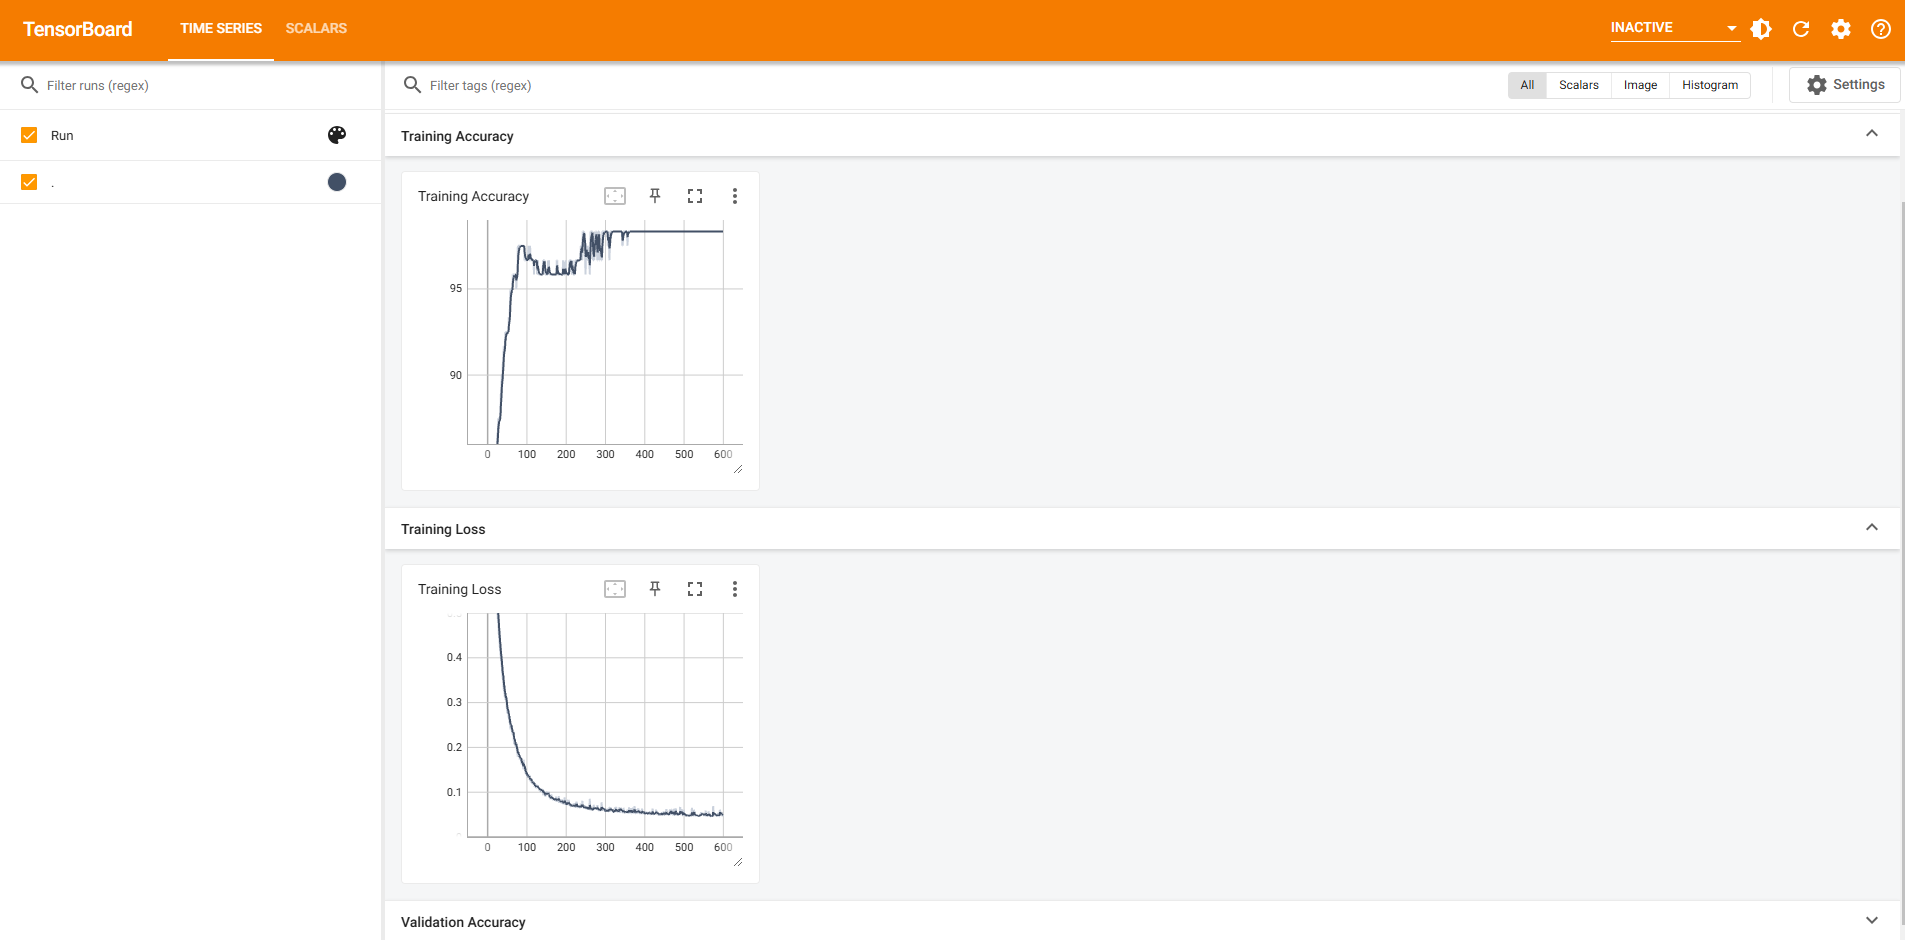 TensorBoard TIME SERIES SCALARS INACTIVE
Filter runs (regex)
Filter tags (regex) All Scalars Image Histogram Settings
Run
.
Training Accuracy
Training Accuracy
95
90
0 100 200 300 400 500 600
Training Loss
Training Loss
0.4
0.3
0.2
0.1
0 100 200 300 400 500 600
Validation Accuracy